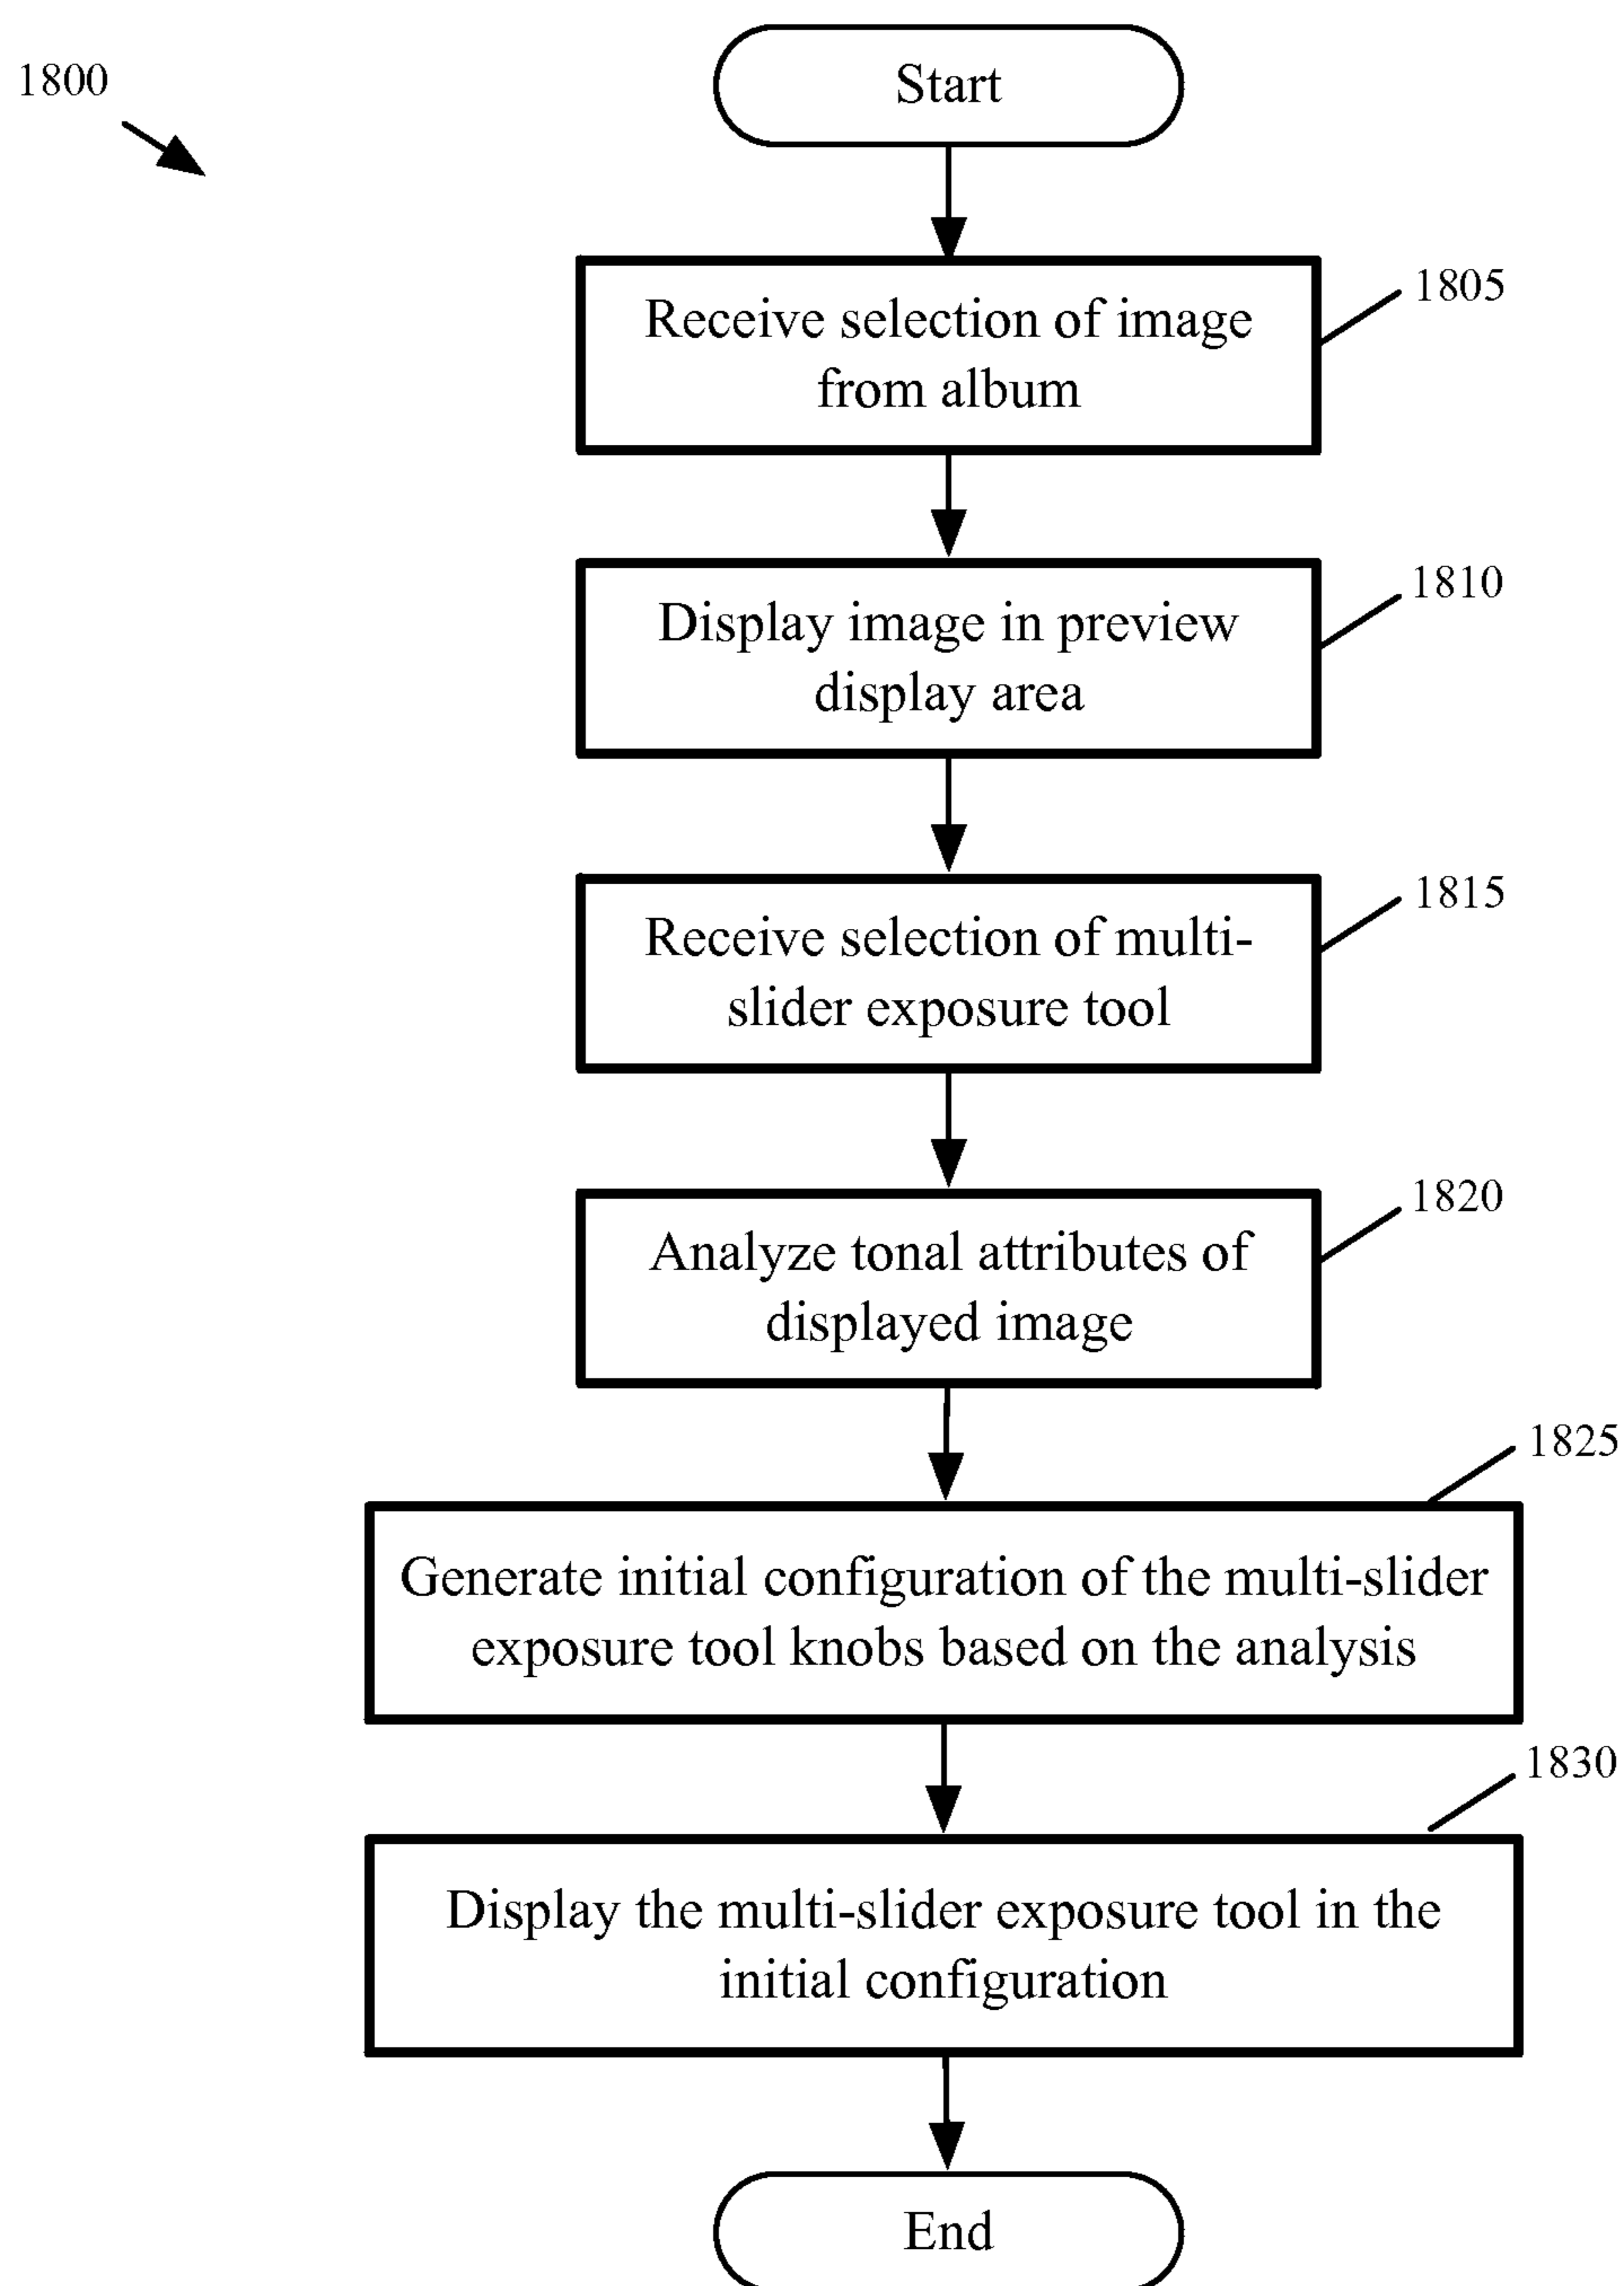 1800
Start
Receive selection of image
from album
1805
Display image in preview
display area
1810
Receive selection of multi-
slider exposure tool
1815
Analyze tonal attributes of
displayed image
1820
Generate initial configuration of the multi-slider
exposure tool knobs based on the analysis
1825
Display the multi-slider exposure tool in the
initial configuration
1830
End